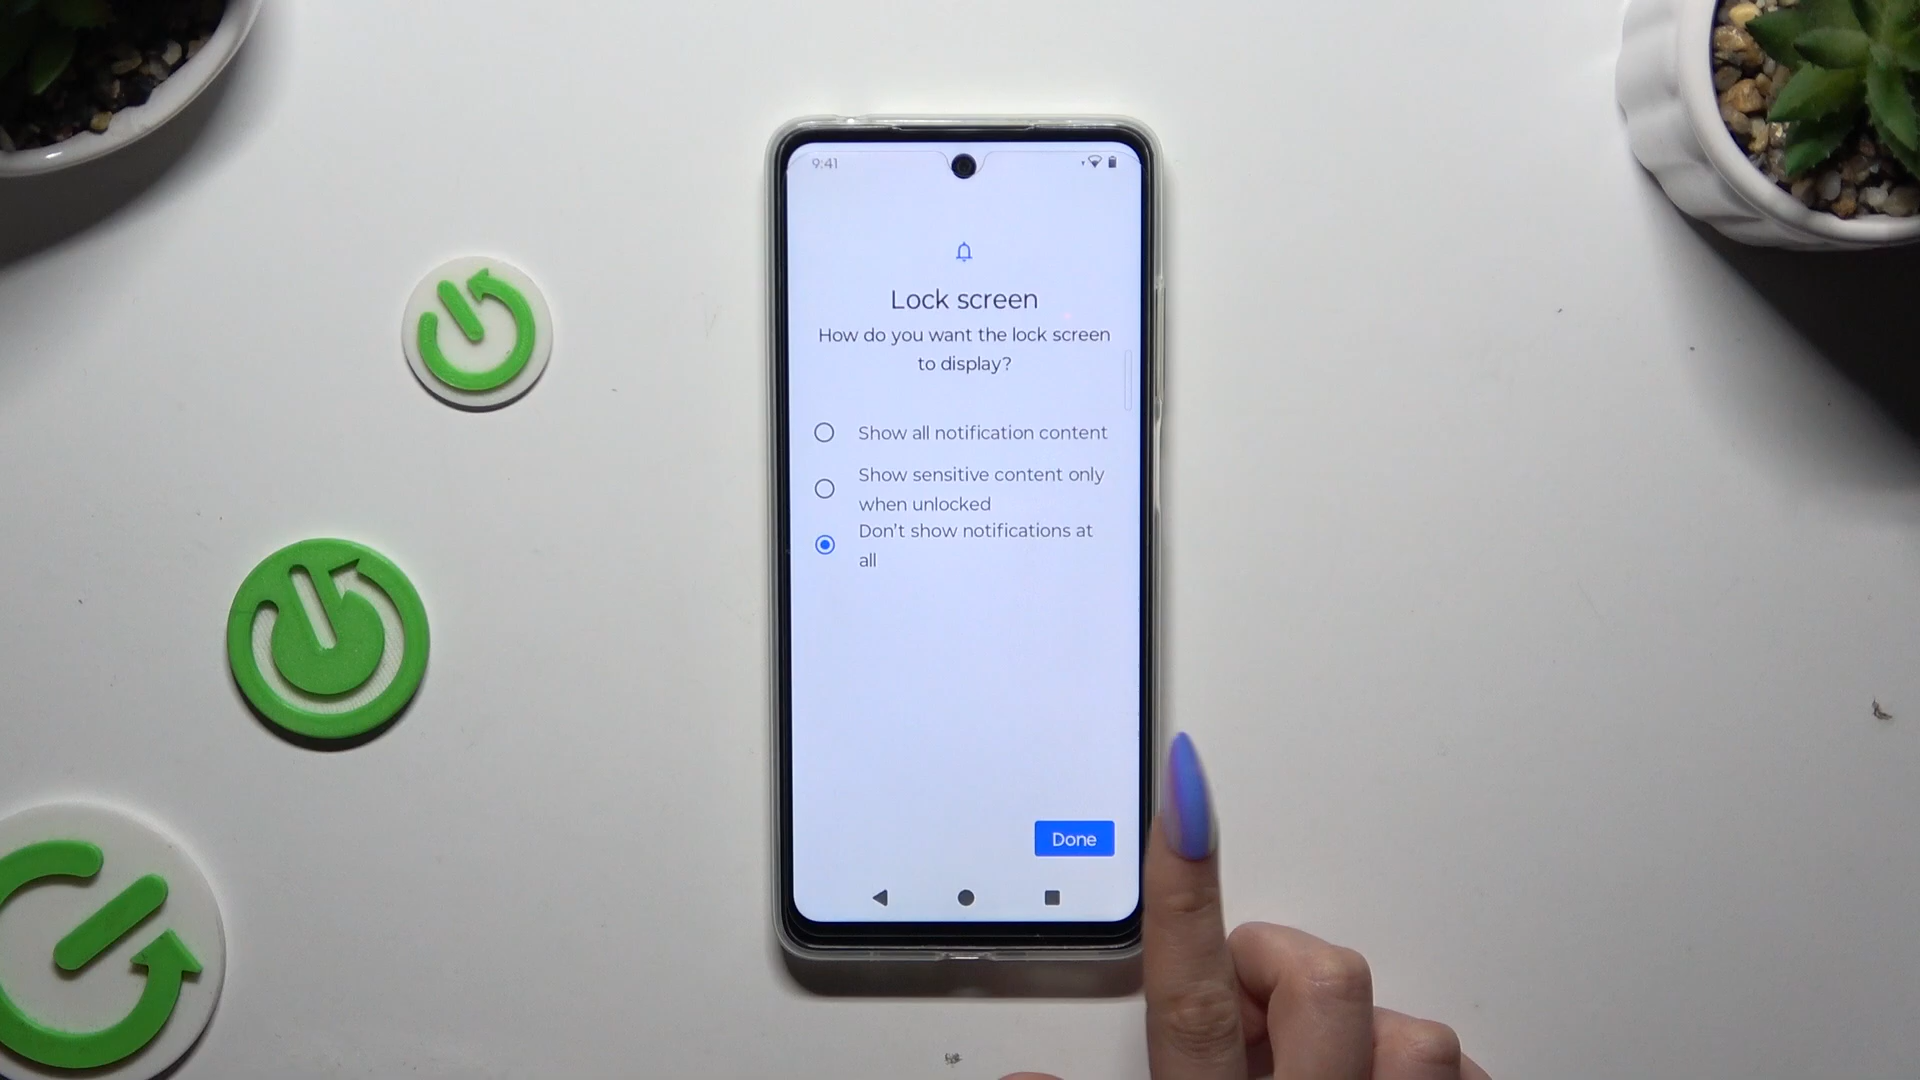 9:41
Lock screen
How do you want the lock screen
to display?
Show all notification content
Show sensitive content only
when unlocked
Don't show notifications at
all
Done